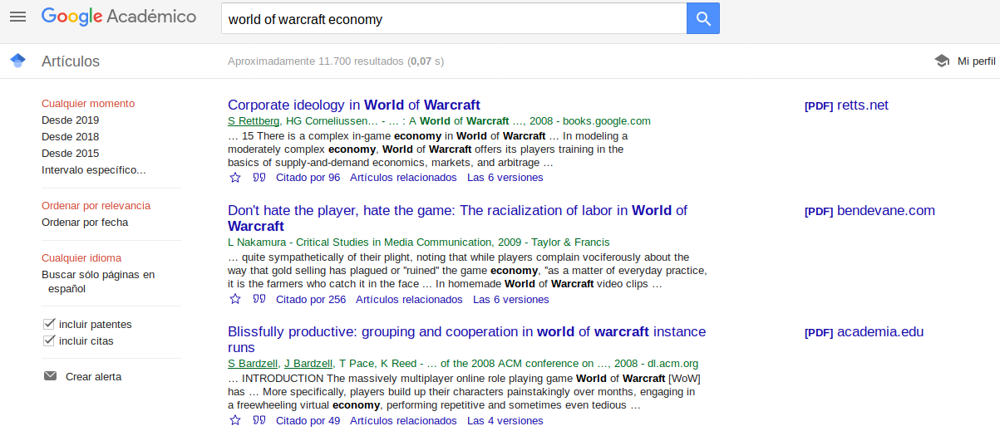 Google Académico
world of warcraft economy
Artículos
Aproximadamente 11.700 resultados (0,07 s)
Mi perfil
Cualquier momento
Desde 2019
Desde 2018
Desde 2015
Intervalo específico...
Ordenar por relevancia
Ordenar por fecha
Cualquier idioma
Buscar sólo páginas en
español
incluir patentes
incluir citas
Crear alerta
Corporate ideology in World of Warcraft
S Rettberg, HG Corneliussen… - … : A World of Warcraft …, 2008 - books.google.com
… 15 There is a complex in-game economy in World of Warcraft … In modeling a
moderately complex economy, World of Warcraft offers its players training in the
basics of supply-and-demand economics, markets, and arbitrage …
Citado por 96 Artículos relacionados Las 6 versiones
[PDF] retts.net
Don't hate the player, hate the game: The racialization of labor in World of
Warcraft
L Nakamura - Critical Studies in Media Communication, 2009 - Taylor & Francis
… quite sympathetically of their plight, noting that while players complain vociferously about the
way that gold selling has plagued or "ruined" the game economy, "as a matter of everyday practice,
it is the farmers who catch it in the face … In homemade World of Warcraft video clips …
Citado por 256 Artículos relacionados Las 6 versiones
[PDF] bendevane.com
Blissfully productive: grouping and cooperation in world of warcraft instance
runs
S Bardzell, J Bardzell, T Pace, K Reed - … of the 2008 ACM conference on …, 2008 - dl.acm.org
… INTRODUCTION The massively multiplayer online role playing game World of Warcraft [WoW]
has … More specifically, players build up their characters painstakingly over months, engaging in
a freewheeling virtual economy, performing repetitive and sometimes even tedious …
Citado por 49 Artículos relacionados Las 4 versiones
[PDF] academia.edu